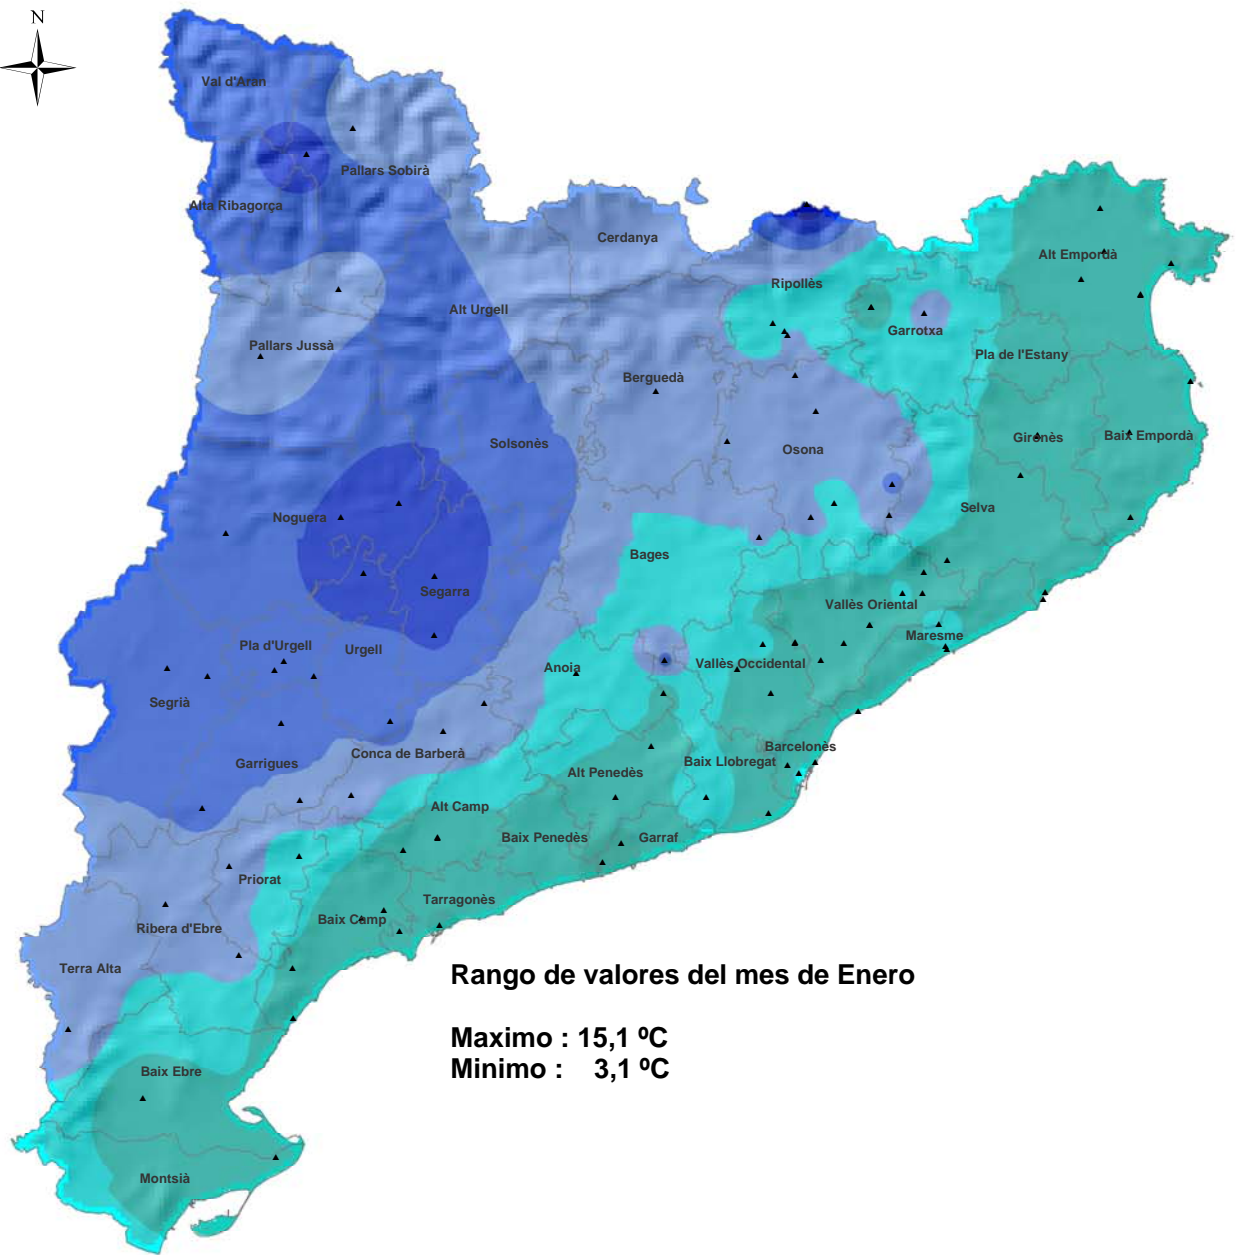 N
Val d'Aran
Pallars Sobirà
Alta Ribagorça
Cerdanya
Alt Empordà
Ripollès
Alt Urgell
Garrotxa
Pallars Jussà
Pla de l'Estany
Berguedà
Gironès
Baix Empordà
Solsonès
Osona
Selva
Noguera
Bages
Segarra
Vallès Oriental
Maresme
Pla d'Urgell
Urgell
Anoia
Vallès Occidental
Segrià
Barcelonès
Conca de Barberà
Garrigues
Baix Llobregat
Alt Penedès
Alt Camp
Baix Penedès
Garraf
Priorat
Tarragonès
Baix Camp
Ribera d'Ebre
Terra Alta
Rango de valores del mes de Enero
Maximo : 15,1 ºC
Minimo : 3,1 ºC
Baix Ebre
Montsià